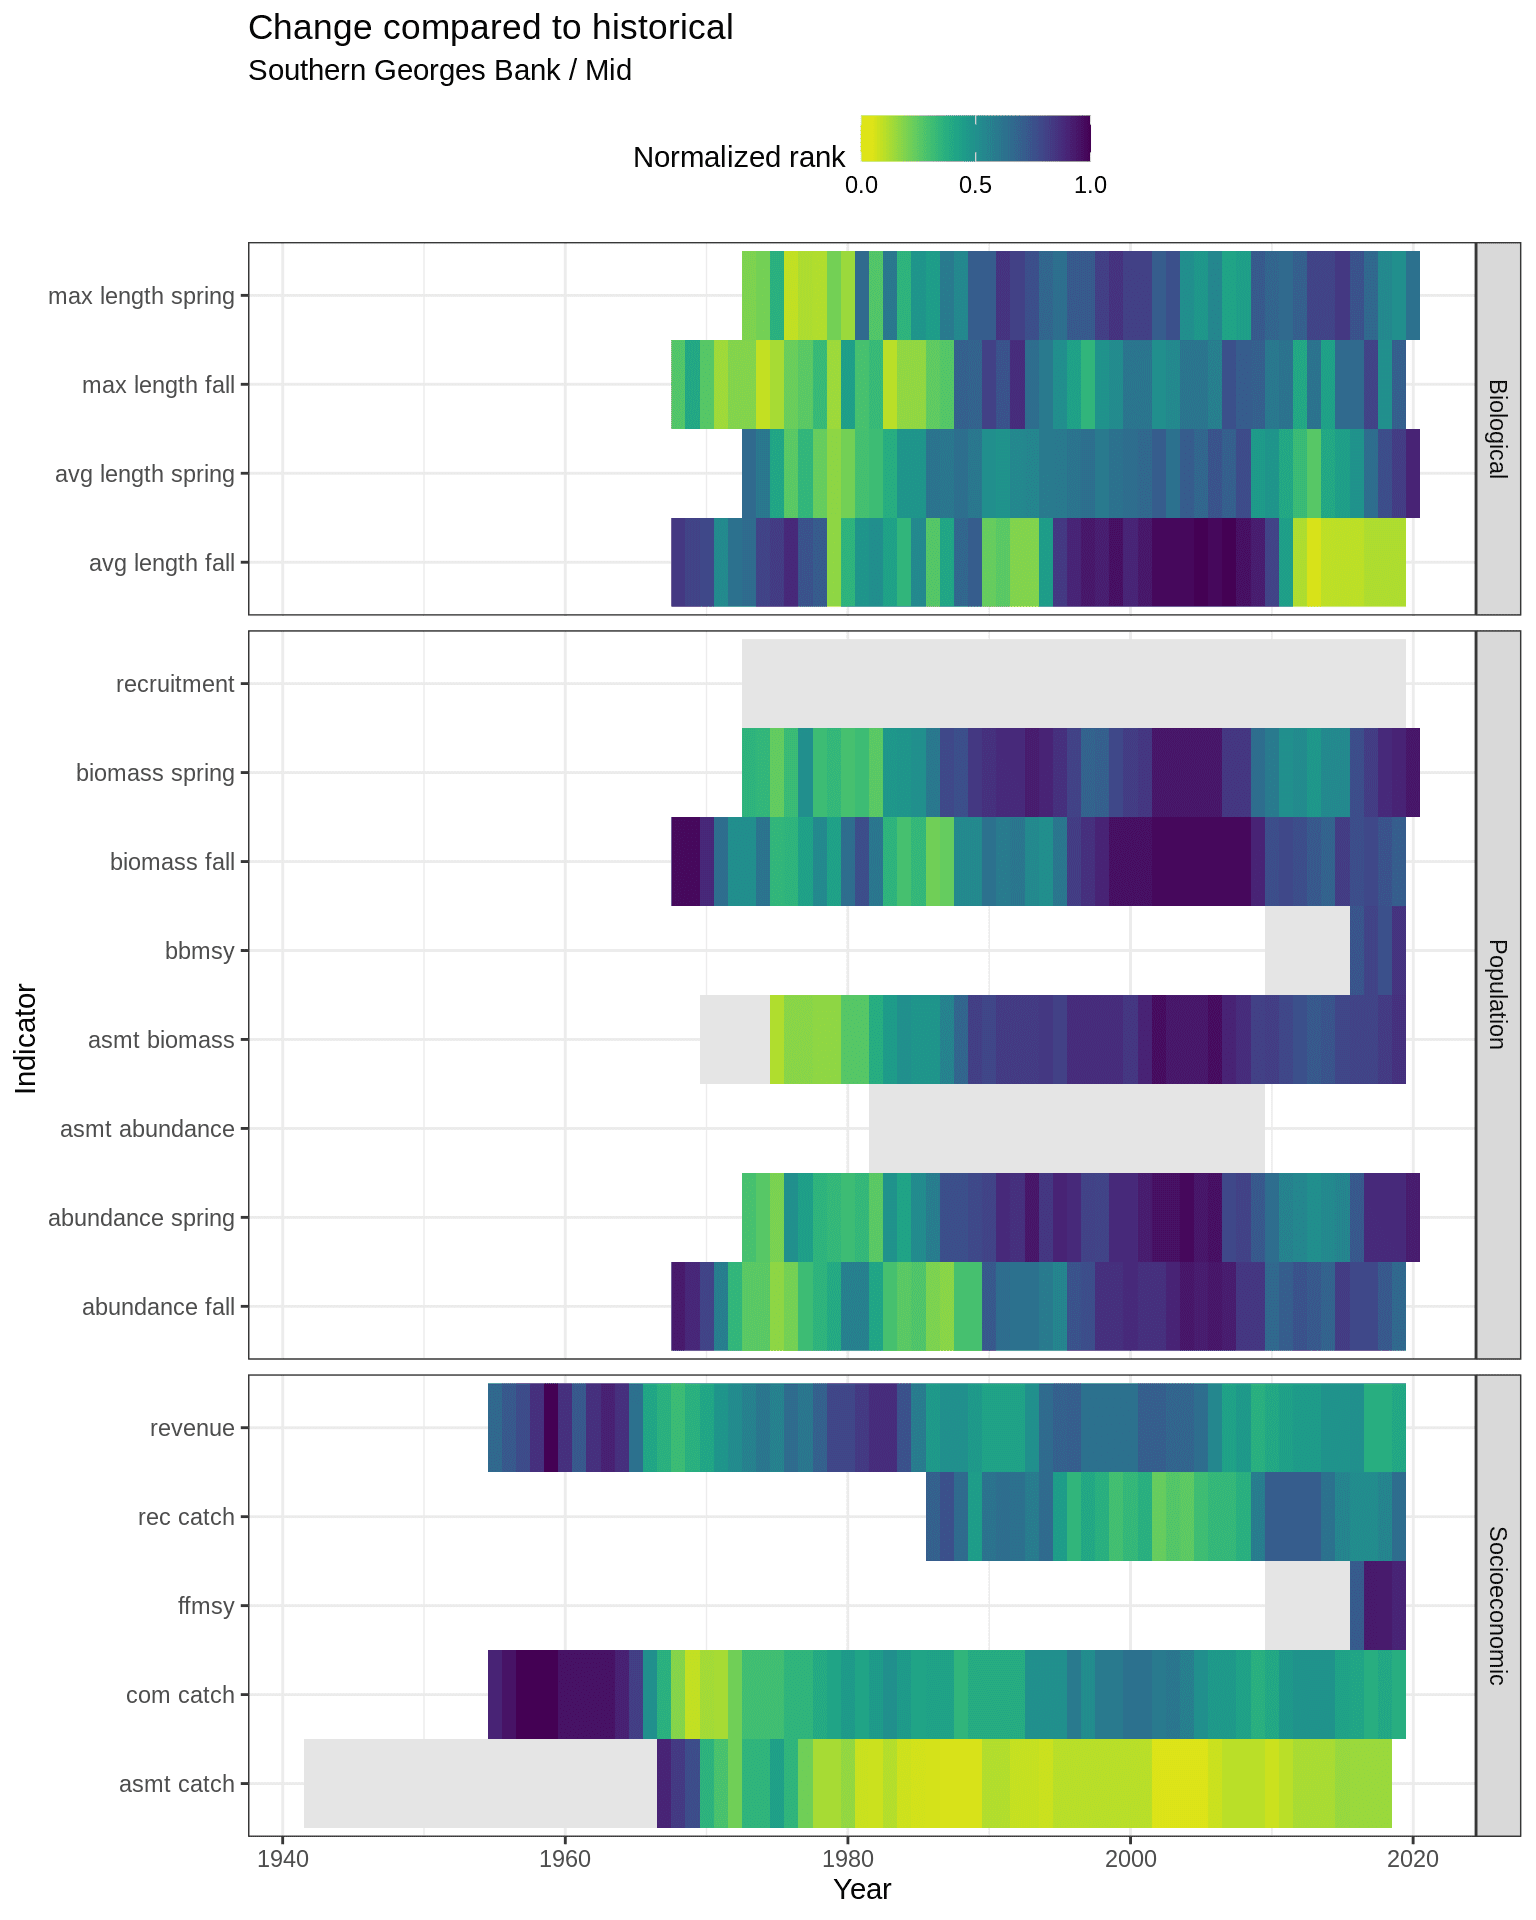 Change compared to historical
Southern Georges Bank / Mid
Normalized rank
0.0 0.5 1.0
max length spring
max length fall
avg length spring
avg length fall
Biological
recruitment
biomass spring
biomass fall
bbmsy
asmt biomass
asmt abundance
abundance spring
abundance fall
Population
Indicator
revenue
rec catch
ffmsy
com catch
asmt catch
Socioeconomic
1940 1960 1980 2000 2020
Year